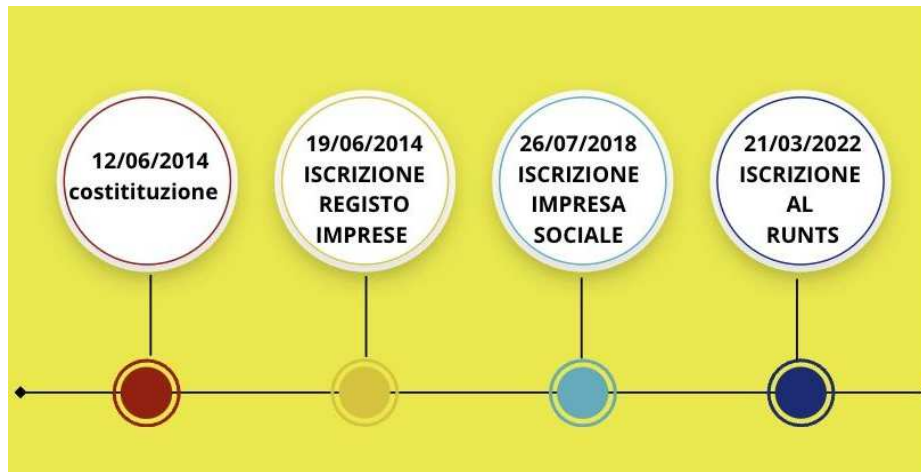 12/06/2014
costitituzione
19/06/2014
ISCRIZIONE
REGISTO
IMPRESE
26/07/2018
ISCRIZIONE
IMPRESA
SOCIALE
21/03/2022
ISCRIZIONE
AL
RUNTS